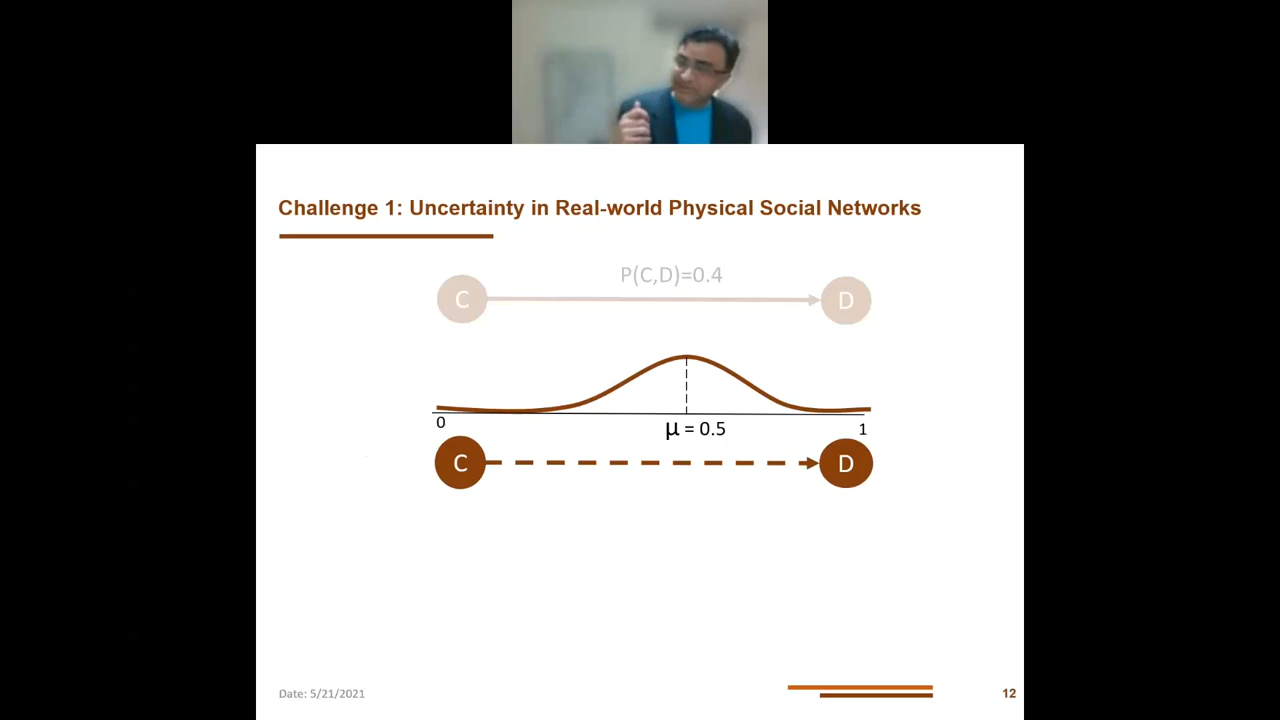 Challenge 1: Uncertainty in Real-world Physical Social Networks
P(C,D)=0.4
C D
0 μ = 0.5 1
C D
Date: 5/21/2021 12